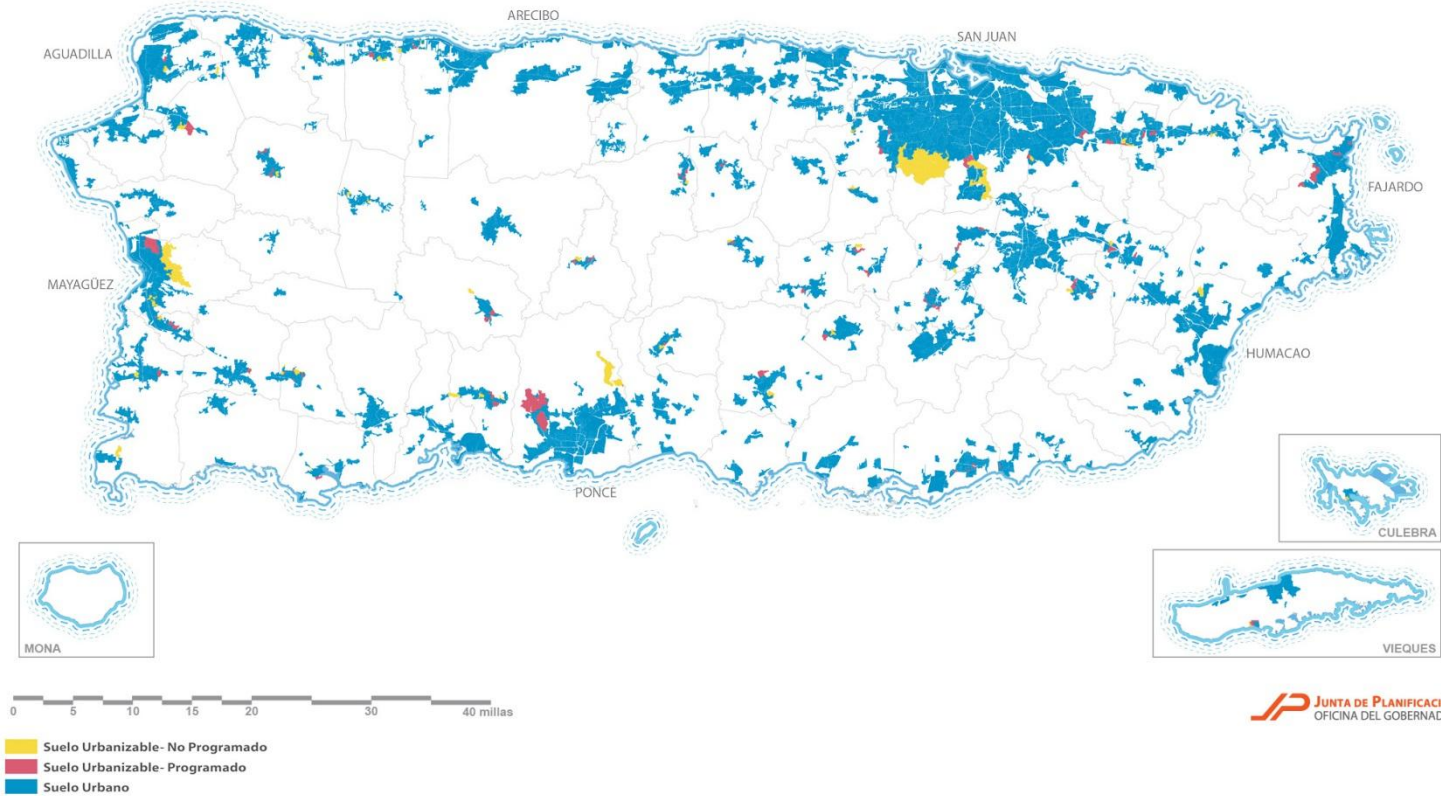 ARECIBO
SAN JUAN
AGUADILLA
FAJARDO
MAYAGÜEZ
HUMACAO
PONCE
CULEBRA
MONA
VIEQUES
0 5 10 15 20 30 40 millas
JUNTA DE PLANIFICACI
OFICINA DEL GOBERNAD
Suelo Urbanizable- No Programado
Suelo Urbanizable- Programado
Suelo Urbano